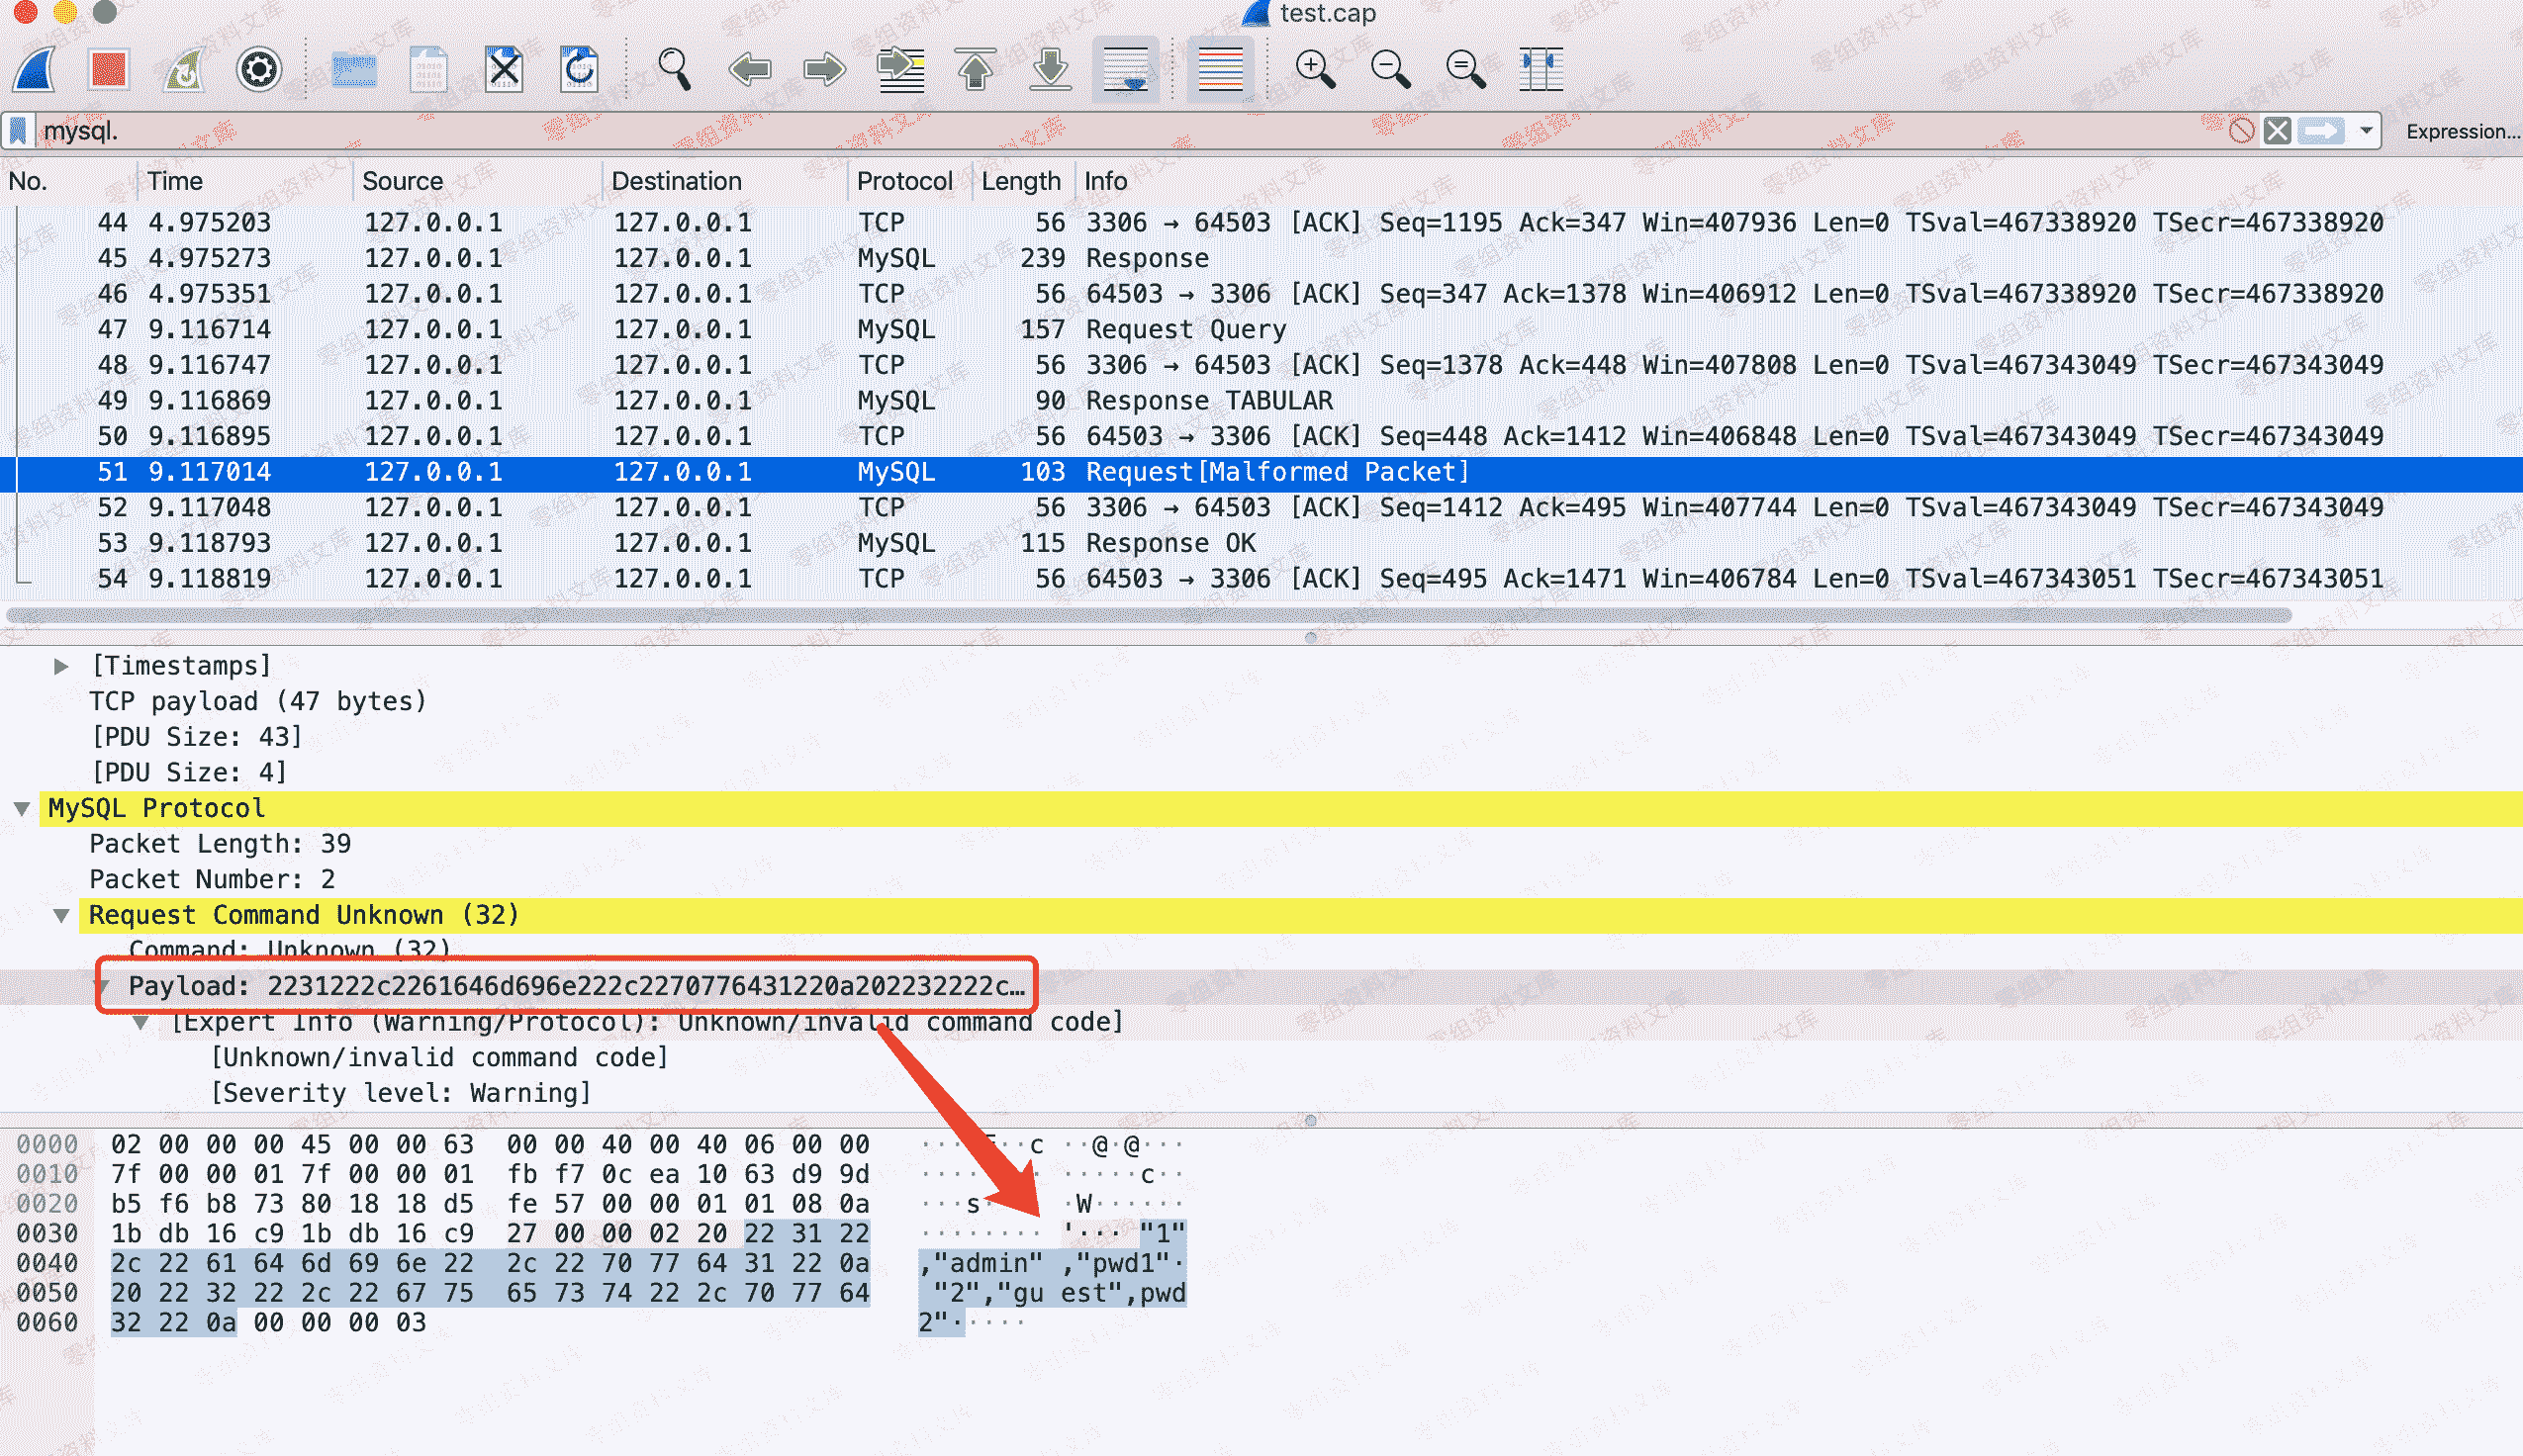 test.cap
mysql.
Expression...
No. Time Source Destination Protocol Length Info
44 4.975203 127.0.0.1 127.0.0.1 TCP 56 3306 → 64503 [ACK] Seq=1195 Ack=347 Win=407936 Len=0 TSval=467338920 TSecr=467338920
45 4.975273 127.0.0.1 127.0.0.1 MySQL 239 Response
46 4.975351 127.0.0.1 127.0.0.1 TCP 56 64503 → 3306 [ACK] Seq=347 Ack=1378 Win=406912 Len=0 TSval=467338920 TSecr=467338920
47 9.116714 127.0.0.1 127.0.0.1 MySQL 157 Request Query
48 9.116747 127.0.0.1 127.0.0.1 TCP 56 3306 → 64503 [ACK] Seq=1378 Ack=448 Win=407808 Len=0 TSval=467343049 TSecr=467343049
49 9.116869 127.0.0.1 127.0.0.1 MySQL 90 Response TABULAR
50 9.116895 127.0.0.1 127.0.0.1 TCP 56 64503 → 3306 [ACK] Seq=448 Ack=1412 Win=406848 Len=0 TSval=467343049 TSecr=467343049
51 9.117014 127.0.0.1 127.0.0.1 MySQL 103 Request[Malformed Packet]
52 9.117048 127.0.0.1 127.0.0.1 TCP 56 3306 → 64503 [ACK] Seq=1412 Ack=495 Win=407744 Len=0 TSval=467343049 TSecr=467343049
53 9.118793 127.0.0.1 127.0.0.1 MySQL 115 Response OK
54 9.118819 127.0.0.1 127.0.0.1 TCP 56 64503 → 3306 [ACK] Seq=495 Ack=1471 Win=406784 Len=0 TSval=467343051 TSecr=467343051
[Timestamps]
TCP payload (47 bytes)
[PDU Size: 43]
[PDU Size: 4]
MySQL Protocol
Packet Length: 39
Packet Number: 2
Request Command Unknown (32)
Command: Unknown (32)
Payload: 2231222c2261646d696e222c2270776431220a202232222c…
[Expert Info (Warning/Protocol): Unknown/invalid command code]
[Unknown/invalid command code]
[Severity level: Warning]
0000 02 00 00 00 45 00 00 63 00 00 40 00 40 06 00 00 ····E··c ··@·@···
0010 7f 00 00 01 7f 00 00 01 fb f7 0c ea 10 63 d9 9d ········ ·····c··
0020 b5 f6 b8 73 80 18 18 d5 fe 57 00 00 01 01 08 0a ···s···· ·W······
0030 1b db 16 c9 1b db 16 c9 27 00 00 02 20 22 31 22 ········ '··· "1"
0040 2c 22 61 64 6d 69 6e 22 2c 22 70 77 64 31 22 0a ,"admin" ,"pwd1"·
0050 20 22 32 22 2c 22 67 75 65 73 74 22 2c 70 77 64 "2","gu est",pwd
0060 32 22 0a 00 00 00 03 2"·····
零组资料文库